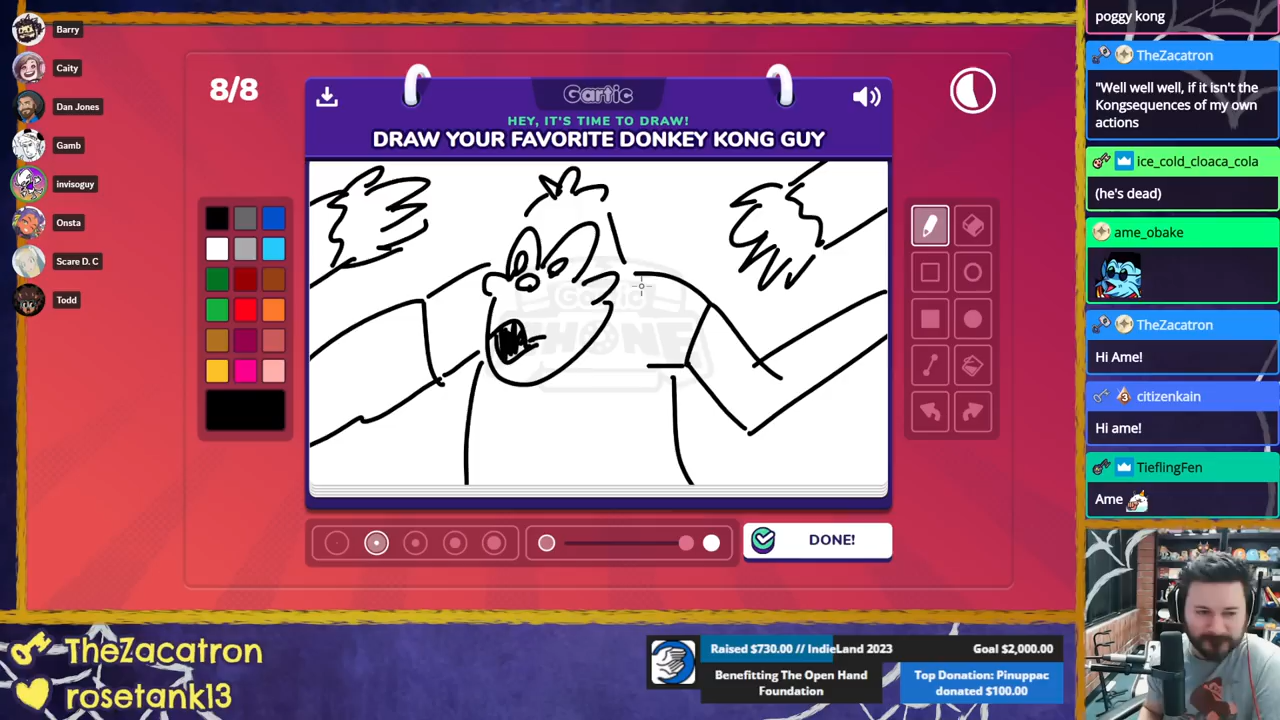 Barry
Caity
Dan Jones
Gamb
invisoguy
Onsta
Scare D. C
Todd
8/8
Gartic
HEY, IT'S TIME TO DRAW!
DRAW YOUR FAVORITE DONKEY KONG GUY
Gartic
PHONE
DONE!
poggy kong
TheZacatron
"Well well well, if it isn't the
Kongsequences of my own
actions
ice_cold_cloaca_cola
(he's dead)
ame_obake
TheZacatron
Hi Ame!
citizenkain
Hi ame!
TieflingFen
Ame
TheZacatron
rosetank13
Raised $730.00 // IndieLand 2023
Goal $2,000.00
Benefitting The Open Hand
Foundation
Top Donation: Pinuppac
donated $100.00